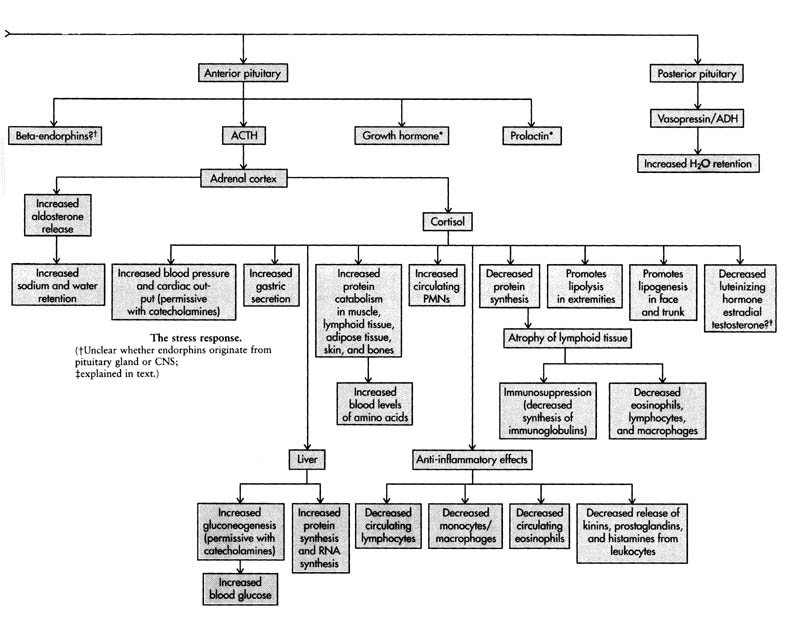 Anterior pituitary
Posterior pituitary
Beta-endorphins?†
ACTH
Growth hormone*
Prolactin*
Vasopressin/ADH
Increased H₂O retention
Adrenal cortex
Increased
aldosterone
release
Cortisol
Increased
sodium and water
retention
Increased blood pressure
and cardiac out-
put (permissive
with catecholamines)
Increased
gastric
secretion
Increased
protein
catabolism
in muscle,
lymphoid tissue,
adipose tissue,
skin, and bones
Increased
circulating
PMNs
Decreased
protein
synthesis
Promotes
lipolysis
in extremities
Promotes
lipogenesis
in face
and trunk
Decreased
luteinizing
hormone
estradial
testosterone?†
The stress response.
(†Unclear whether endorphins originate from
pituitary gland or CNS;
‡explained in text.)
Atrophy of lymphoid tissue
Increased
blood levels
of amino acids
Immunosuppression
(decreased
synthesis of
immunoglobulins)
Decreased
eosinophils,
lymphocytes,
and macrophages
Liver
Anti-inflammatory effects
Increased
gluconeogenesis
(permissive with
catecholamines)
Increased
protein
synthesis
and RNA
synthesis
Decreased
circulating
lymphocytes
Decreased
monocytes/
macrophages
Decreased
circulating
eosinophils
Decreased release of
kinins, prostaglandins,
and histamines from
leukocytes
Increased
blood glucose